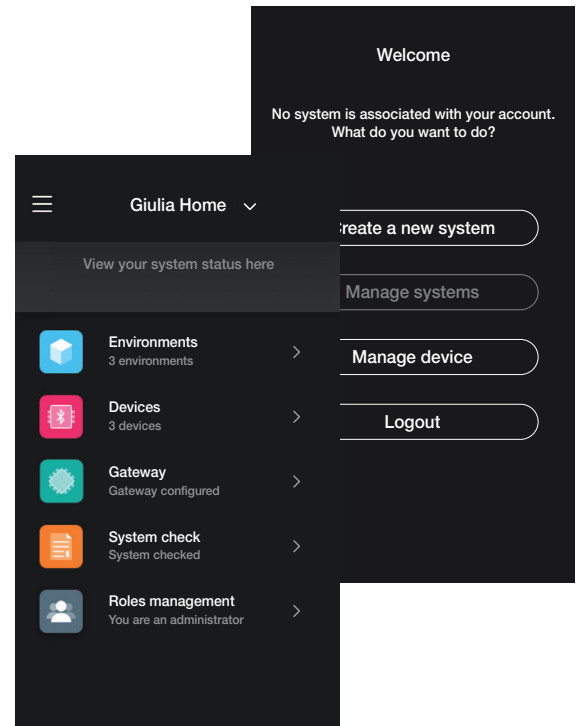 Welcome
No system is associated with your account.
What do you want to do?
reate a new system
Manage systems
Manage device
Logout
Giulia Home
View your system status here
Environments
3 environments
Devices
3 devices
Gateway
Gateway configured
System check
System checked
Roles management
You are an administrator